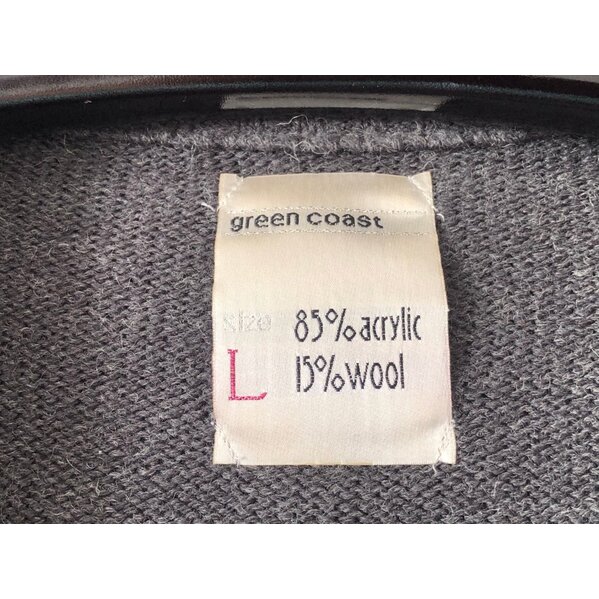 green coast
size 85% acrylic
L 15% wool